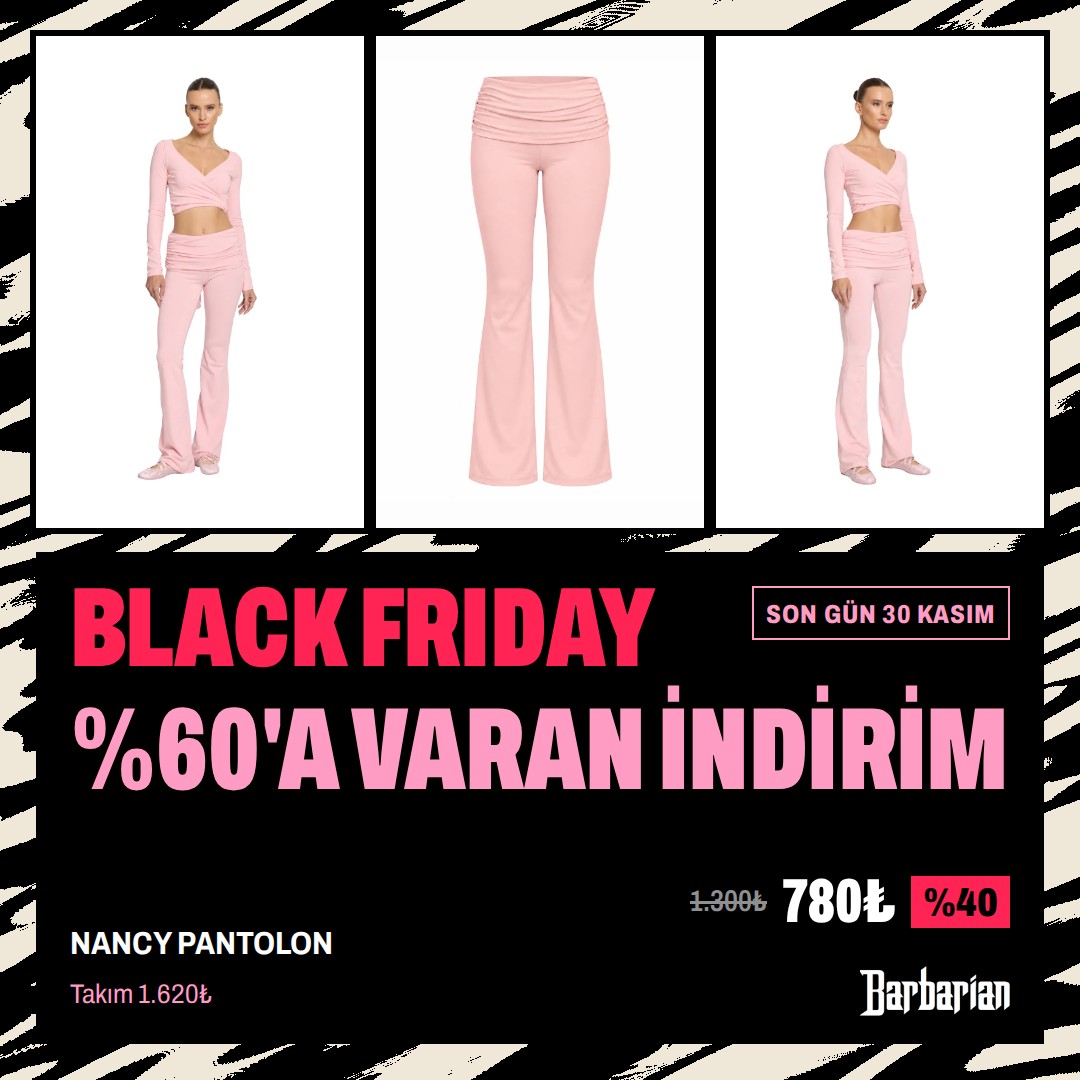 BLACK FRIDAY
SON GÜN 30 KASIM
%60'A VARAN İNDİRİM
1.300₺ 780₺ %40
NANCY PANTOLON
Takım 1.620₺
Barbarian